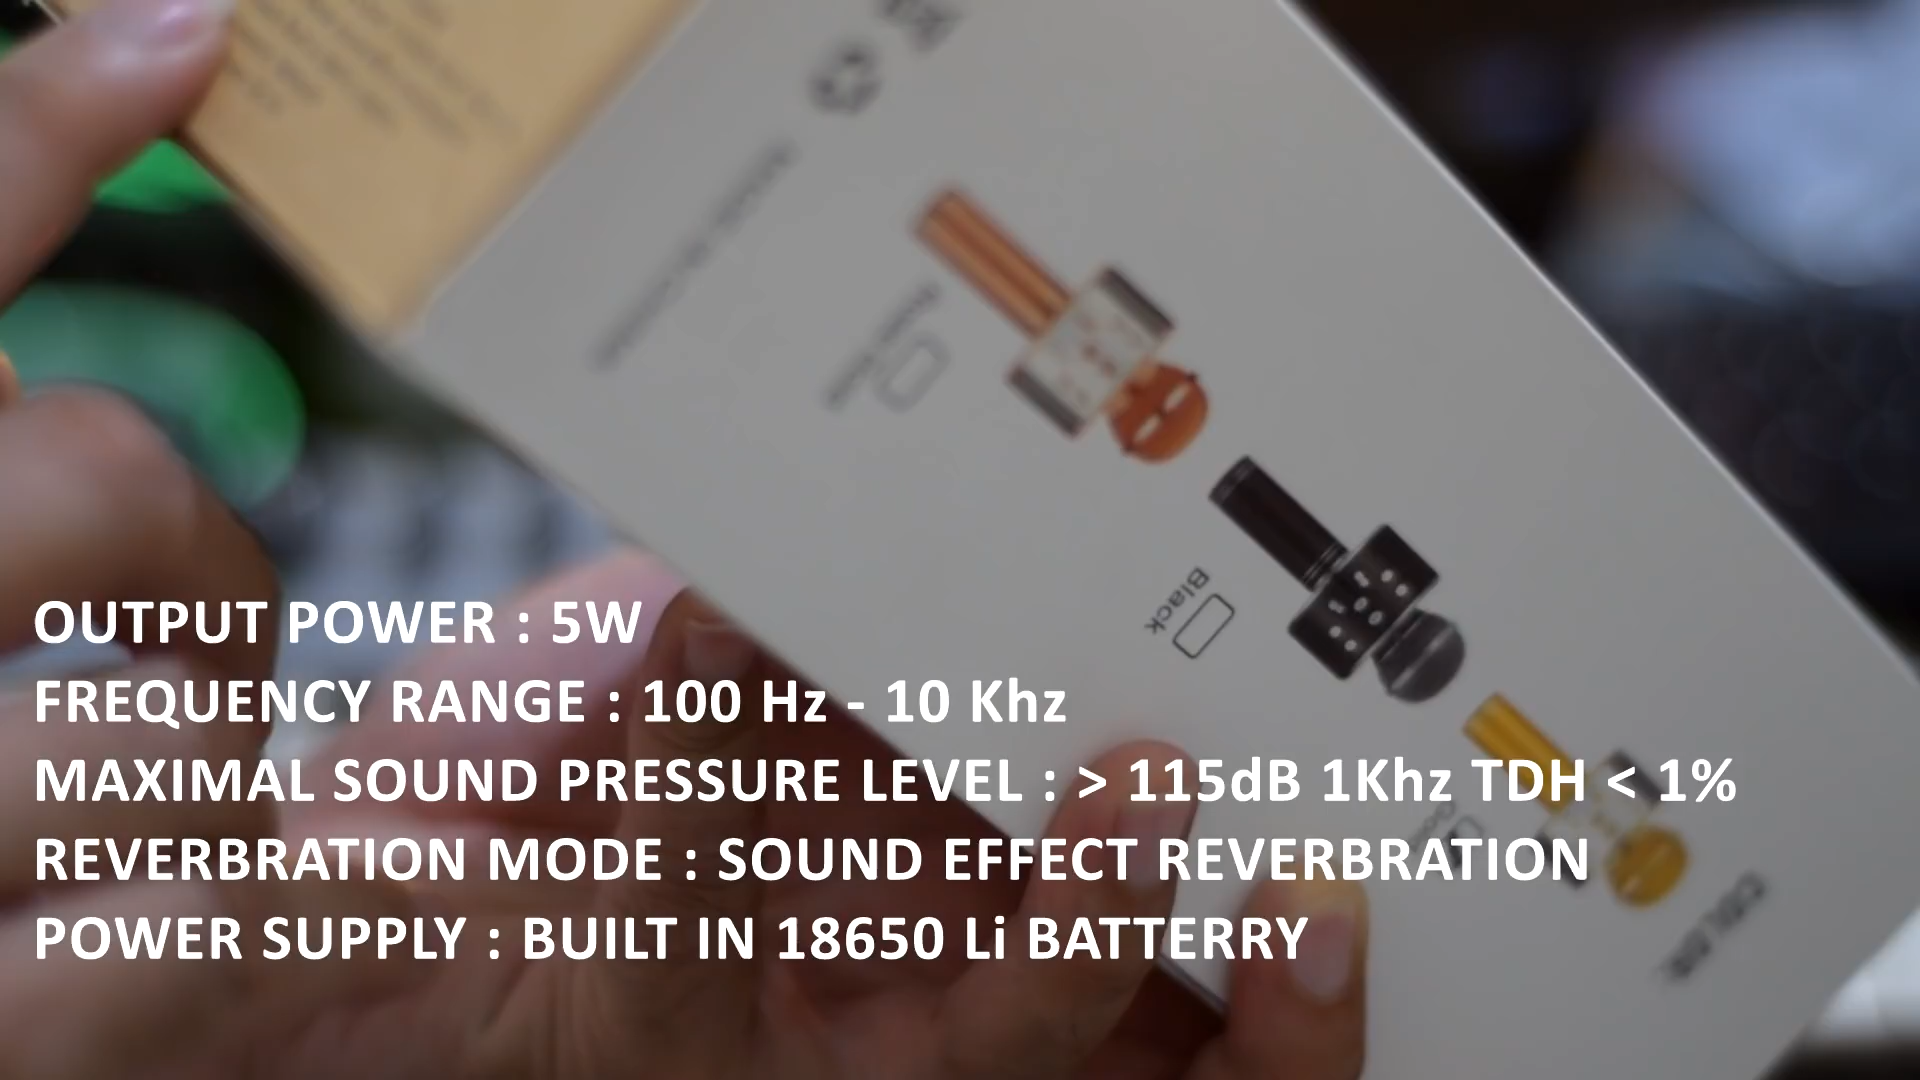 Black
OUTPUT POWER : 5W
FREQUENCY RANGE : 100 Hz - 10 Khz
MAXIMAL SOUND PRESSURE LEVEL : > 115dB 1Khz TDH < 1%
REVERBRATION MODE : SOUND EFFECT REVERBRATION
POWER SUPPLY : BUILT IN 18650 Li BATTERRY